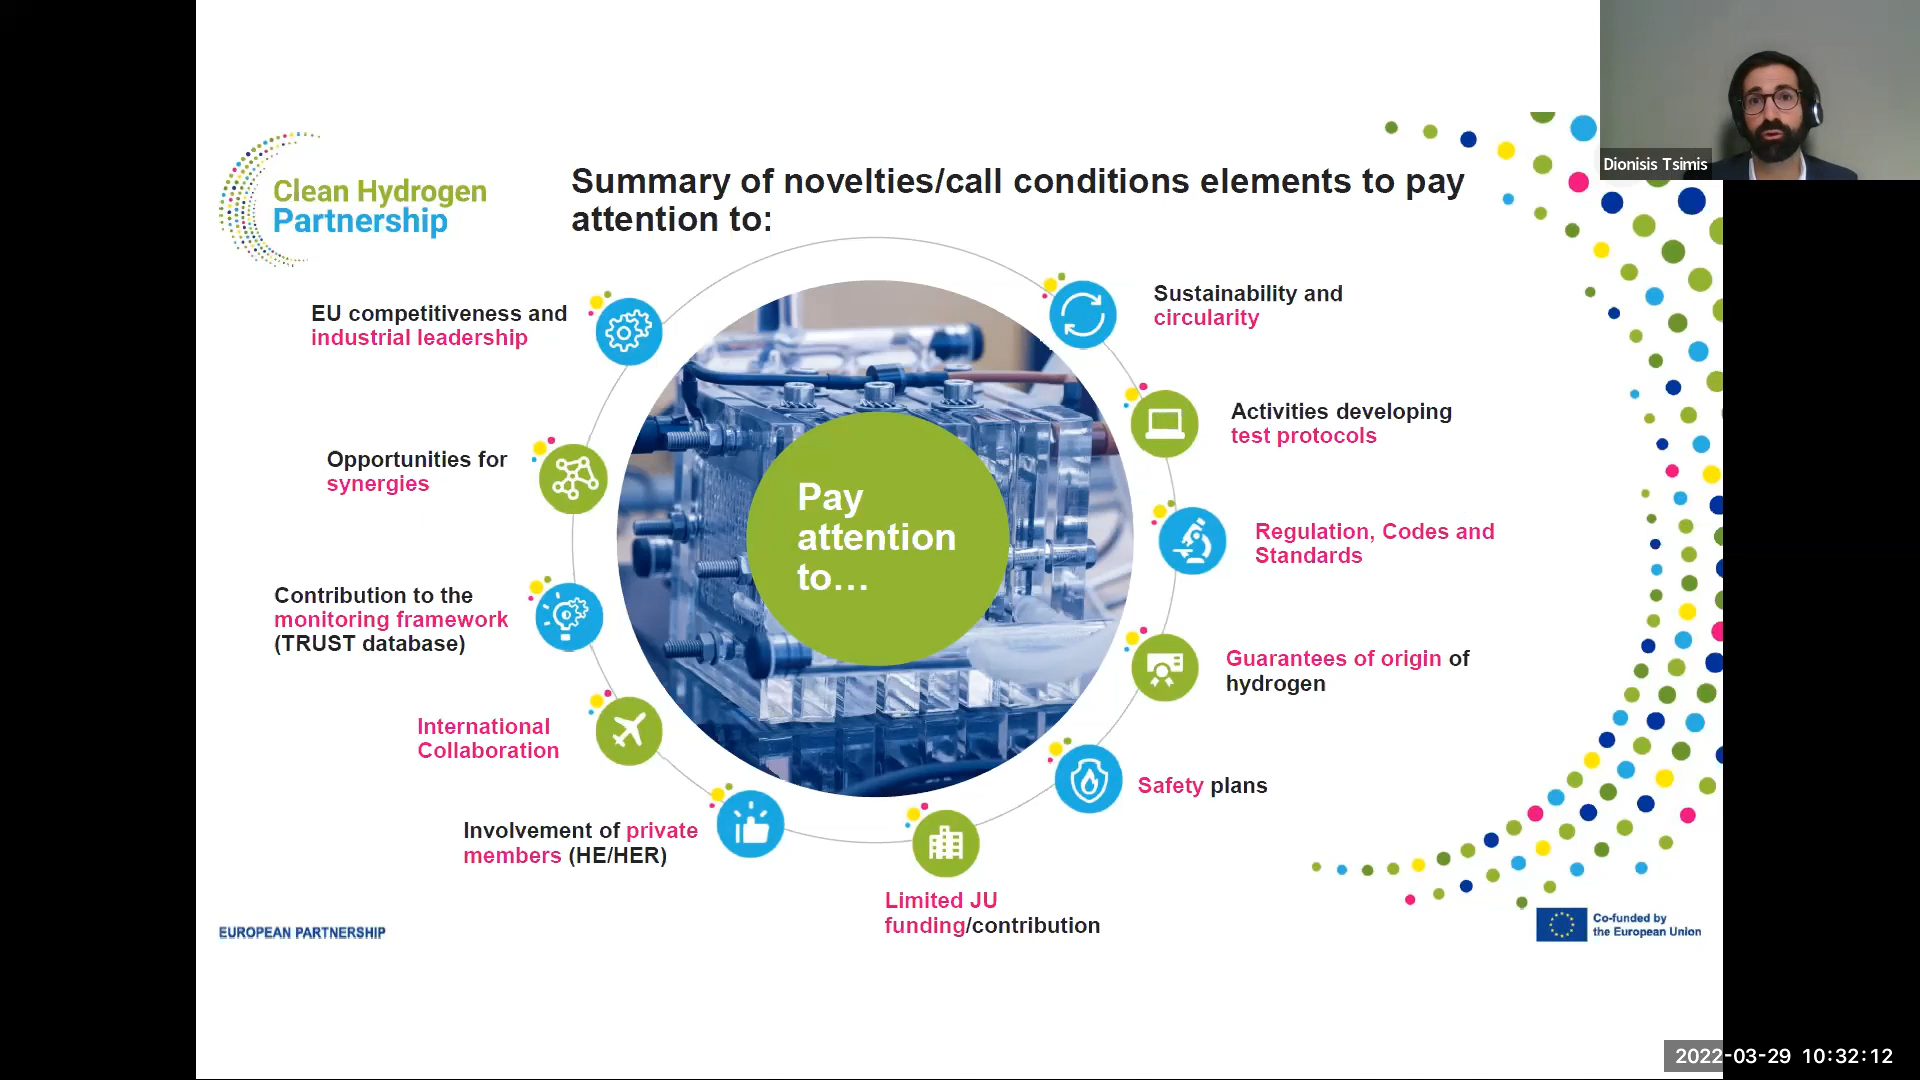 Dionisis Tsimis
Clean Hydrogen
Partnership
Summary of novelties/call conditions elements to pay
attention to:
EU competitiveness and
industrial leadership
Opportunities for
synergies
Contribution to the
monitoring framework
(TRUST database)
International
Collaboration
Involvement of private
members (HE/HER)
Pay
attention
to...
Sustainability and
circularity
Activities developing
test protocols
Regulation, Codes and
Standards
Guarantees of origin of
hydrogen
Safety plans
Limited JU
funding/contribution
EUROPEAN PARTNERSHIP
Co-funded by
the European Union
2022-03-29 10:32:12